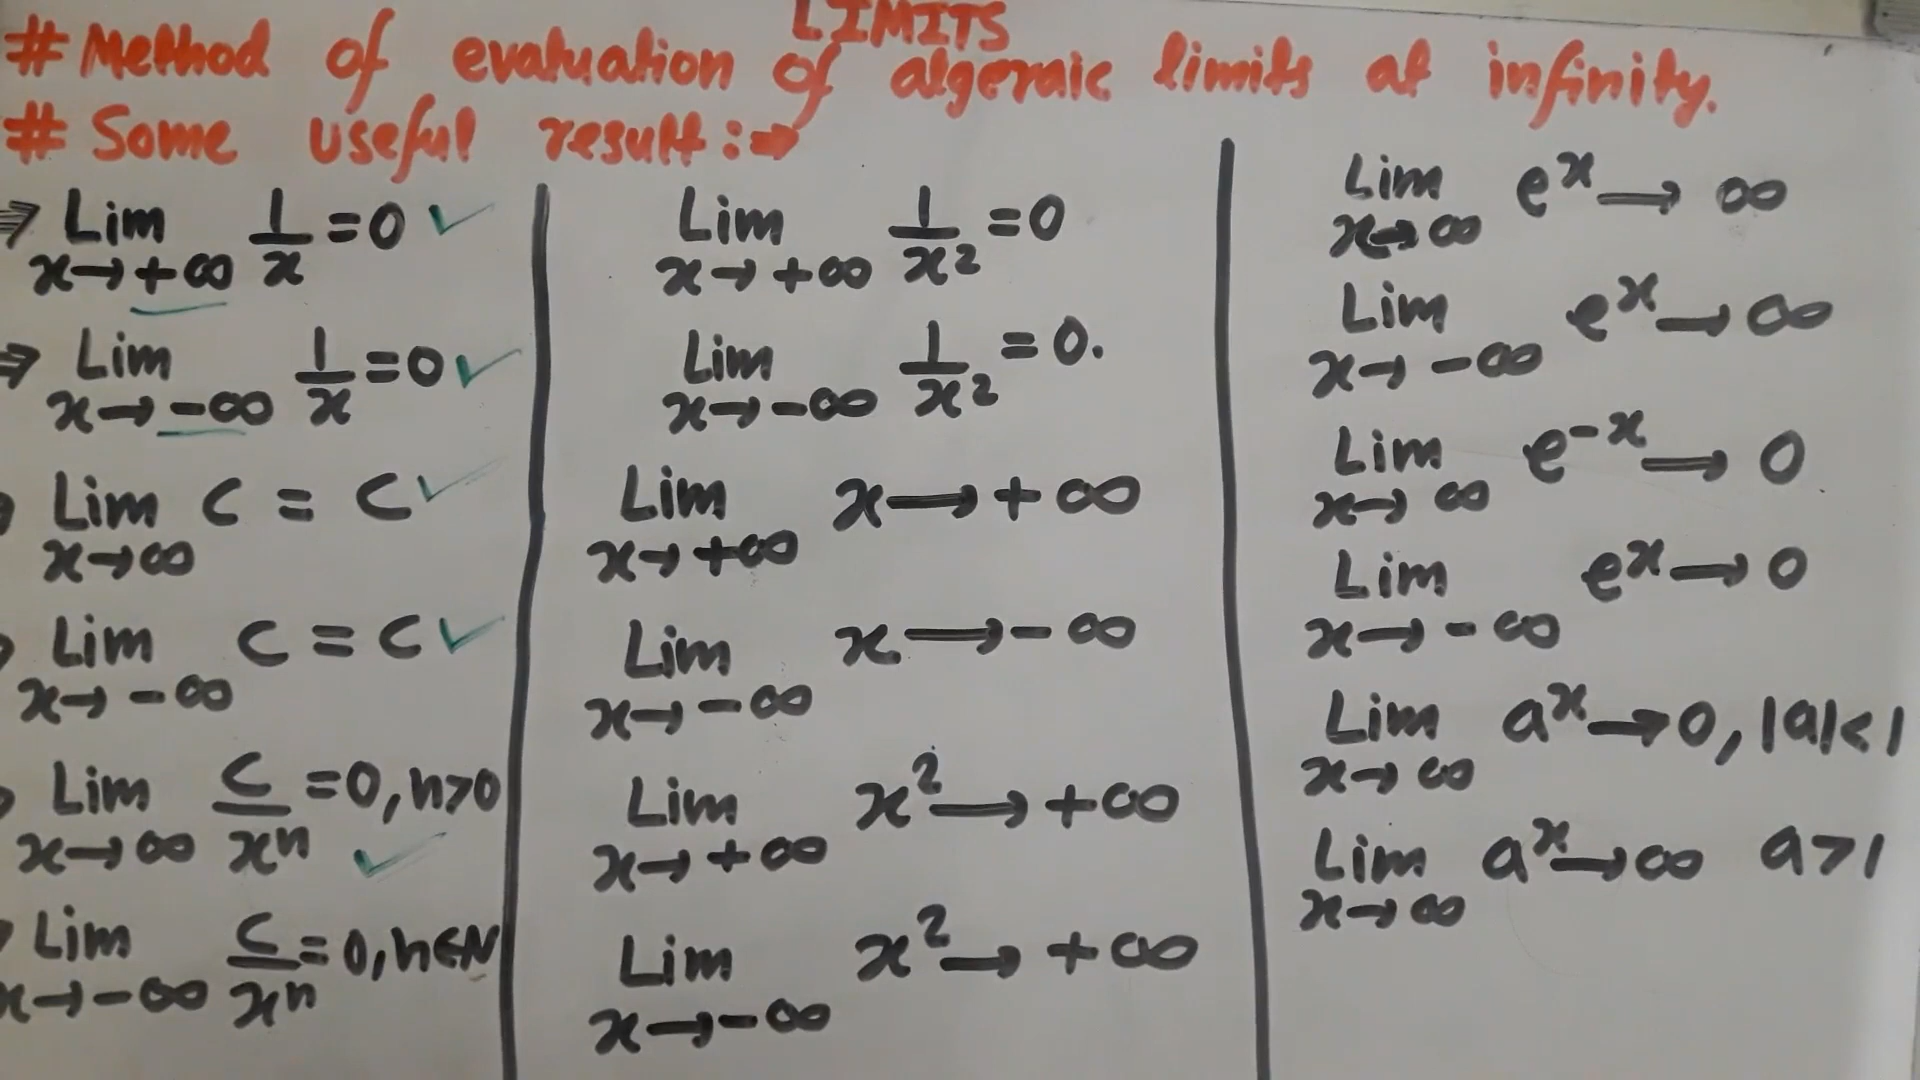 LIMITS
# Method of evaluation of algeraic limits at infinity.
# Some useful result :→
⇒ Lim x→+∞ 1/x = 0 ✓
⇒ Lim x→-∞ 1/x = 0 ✓
Lim x→∞ C = C ✓
Lim x→-∞ C = C ✓
Lim x→∞ C/xⁿ = 0, n>0 ✓
Lim x→-∞ C/xⁿ = 0, n∈N
Lim x→+∞ 1/x² = 0
Lim x→-∞ 1/x² = 0.
Lim x→+∞ x → +∞
Lim x→-∞ x → -∞
Lim x→+∞ x² → +∞
Lim x→-∞ x² → +∞
Lim x→∞ eˣ → ∞
Lim x→-∞ eˣ → ∞
Lim x→∞ e⁻ˣ → 0
Lim x→-∞ eˣ → 0
Lim x→∞ aˣ → 0, |a|<1
Lim x→∞ aˣ → ∞ a>1